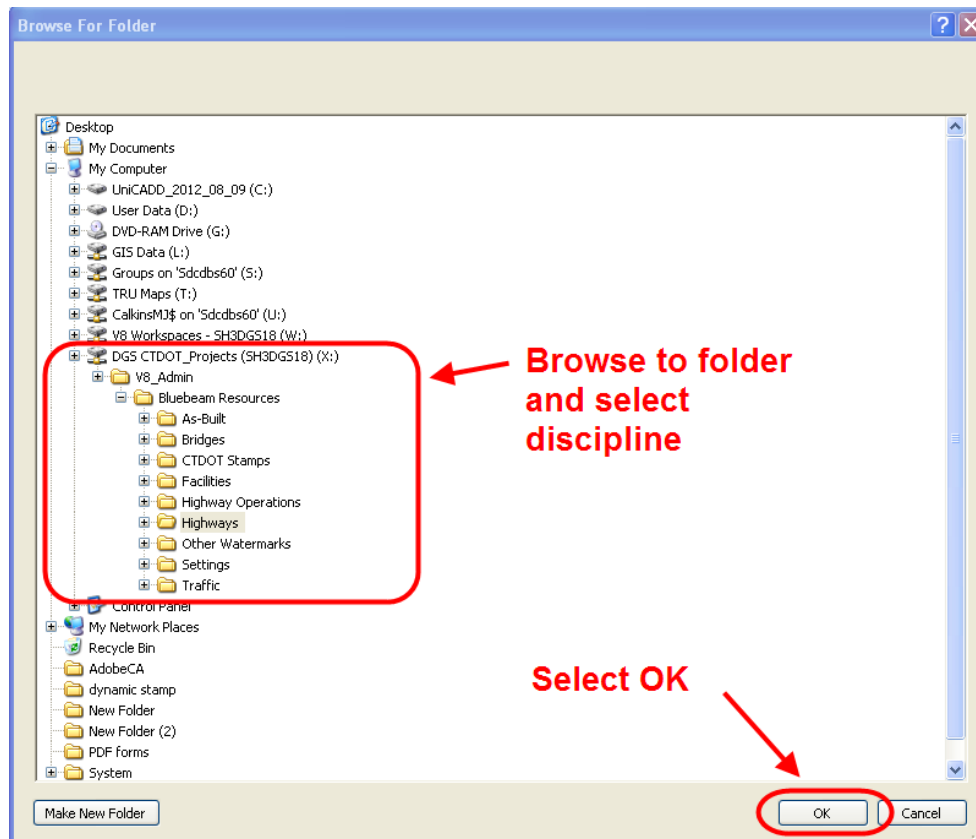 Browse For Folder
Desktop
My Documents
My Computer
UniCADD_2012_08_09 (C:)
User Data (D:)
DVD-RAM Drive (G:)
GIS Data (L:)
Groups on 'Sdcdbs60' (S:)
TRU Maps (T:)
CalkinsMJ$ on 'Sdcdbs60' (U:)
V8 Workspaces - SH3DGS18 (W:)
DGS CTDOT_Projects (SH3DGS18) (X:)
V8_Admin
Bluebeam Resources
As-Built
Bridges
CTDOT Stamps
Facilities
Highway Operations
Highways
Other Watermarks
Settings
Traffic
Control Panel
My Network Places
Recycle Bin
AdobeCA
dynamic stamp
New Folder
New Folder (2)
PDF forms
System
Browse to folder
and select
discipline
Select OK
Make New Folder
OK
Cancel